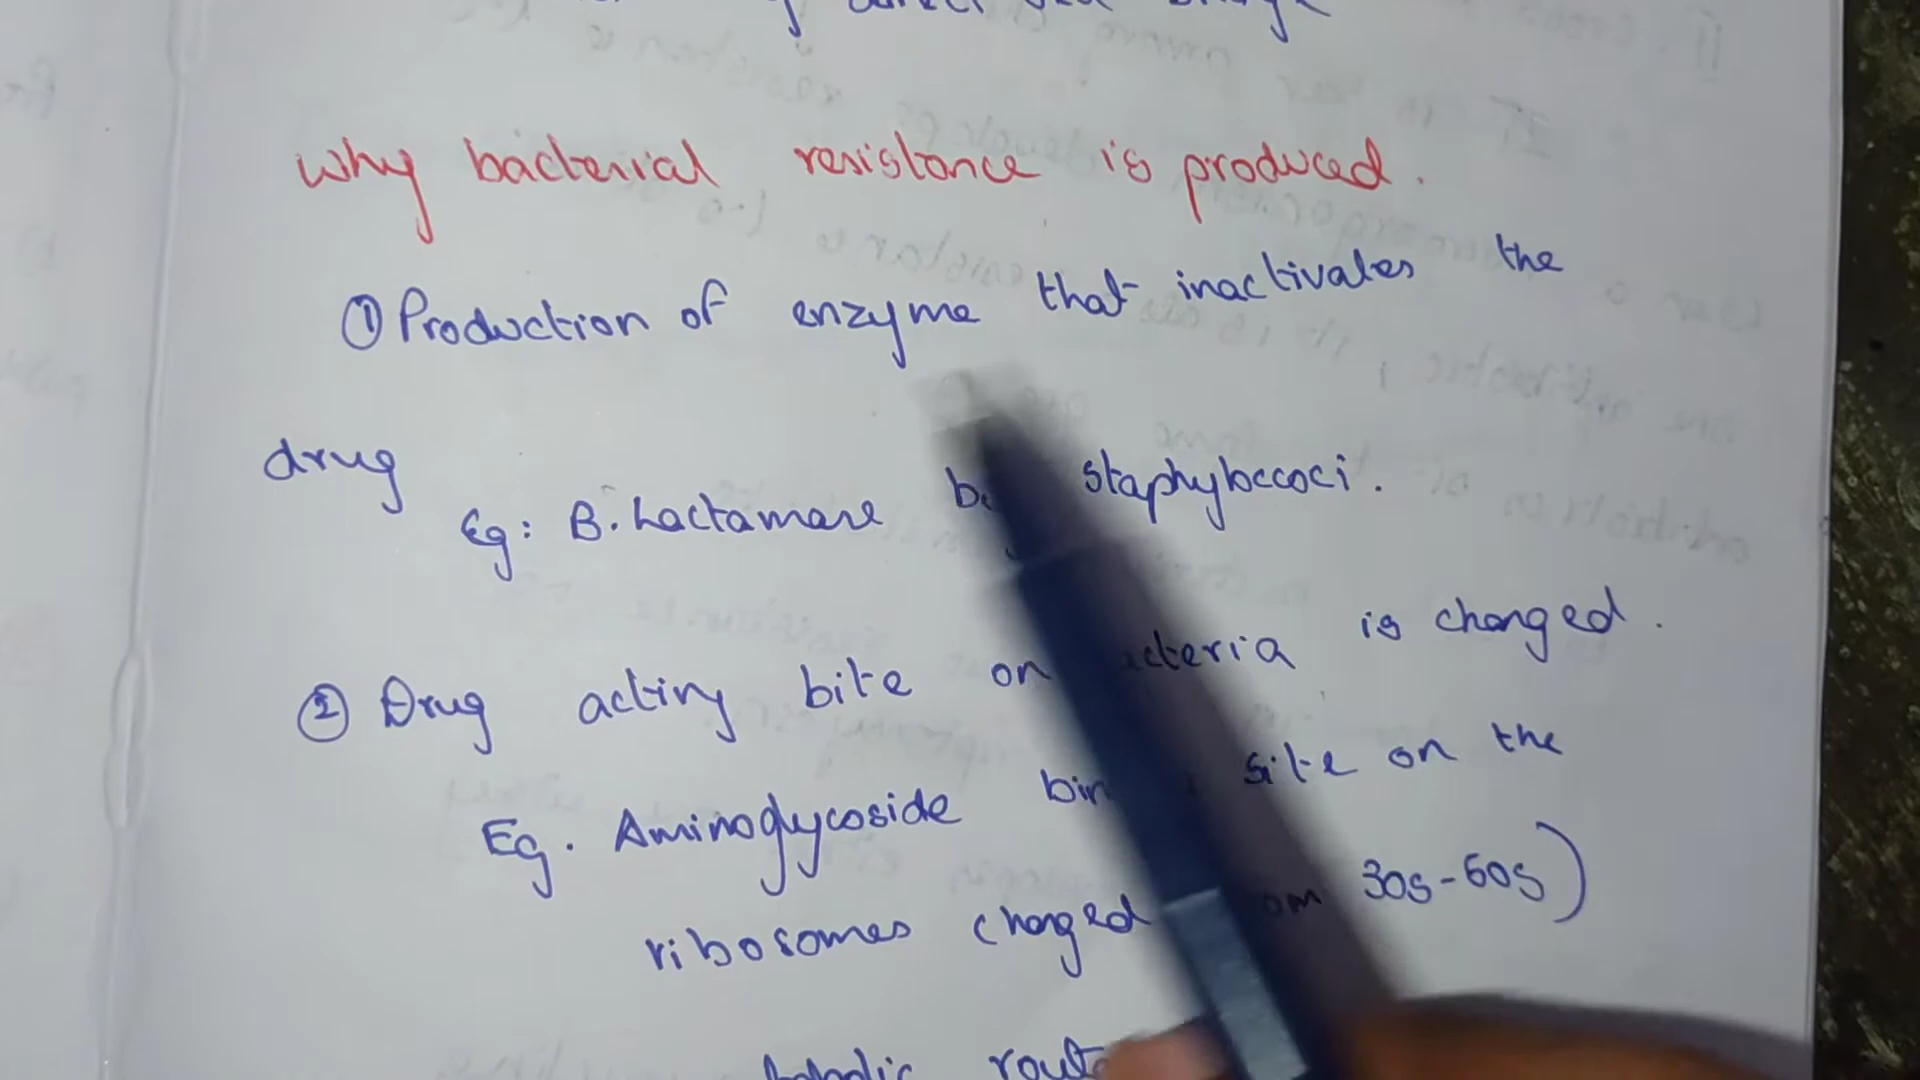 why bacterial resistance is produced.
① Production of enzyme that inactivates the
drug
Eg: B. Lactamase by staphylococci.
② Drug acting bite on bacteria is changed.
Eg. Aminoglycoside site on the
ribosomes changed 30s-60s)